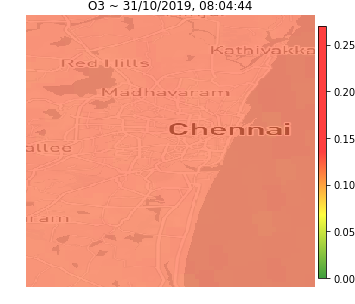 O3 ~ 31/10/2019, 08:04:44
Kathivakka
Red Hills
Madhavaram
Chennai
allee
ram
0.25
0.20
0.15
0.10
0.05
0.00